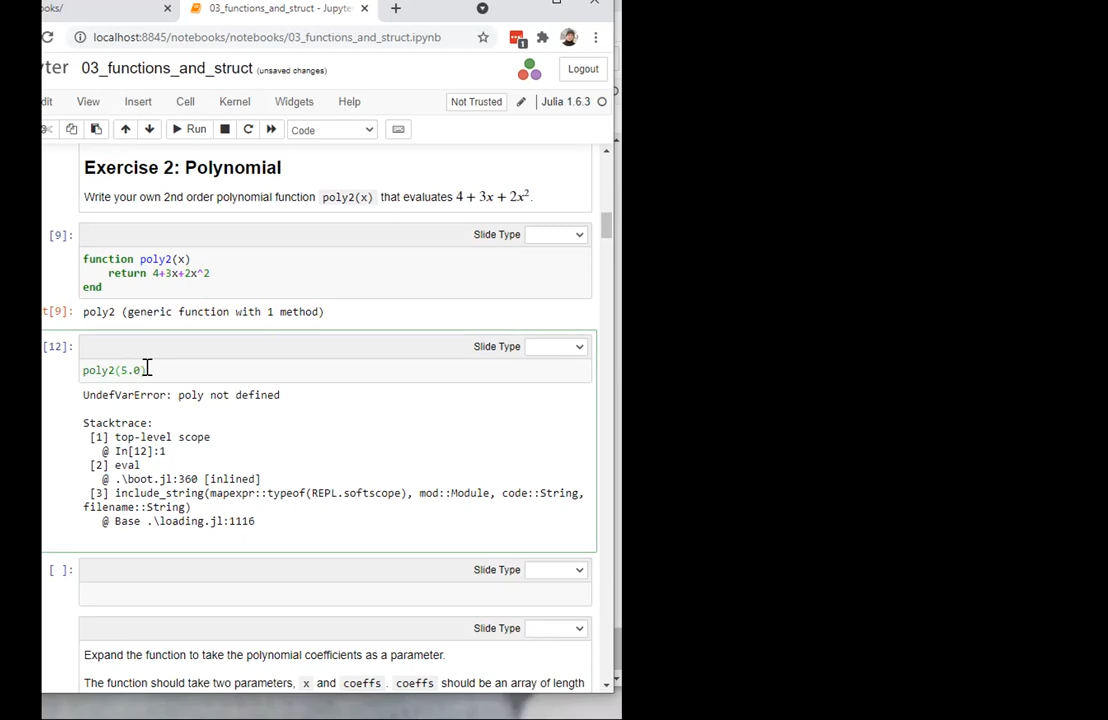 ooks/
03_functions_and_struct - Jupyte
localhost:8845/notebooks/notebooks/03_functions_and_struct.ipynb
1
yter 03_functions_and_struct (unsaved changes)
Logout
dit View Insert Cell Kernel Widgets Help
Not Trusted
Julia 1.6.3
Run
Code
Exercise 2: Polynomial
Write your own 2nd order polynomial function poly2(x) that evaluates 4 + 3x + 2x².
[9]:
Slide Type
function poly2(x)
return 4+3x+2x^2
end
t[9]: poly2 (generic function with 1 method)
[12]:
Slide Type
poly2(5.0)
UndefVarError: poly not defined
Stacktrace:
[1] top-level scope
@ In[12]:1
[2] eval
@ .\boot.jl:360 [inlined]
[3] include_string(mapexpr::typeof(REPL.softscope), mod::Module, code::String,
filename::String)
@ Base .\loading.jl:1116
[ ]:
Slide Type
Slide Type
Expand the function to take the polynomial coefficients as a parameter.
The function should take two parameters, x and coeffs. coeffs should be an array of length